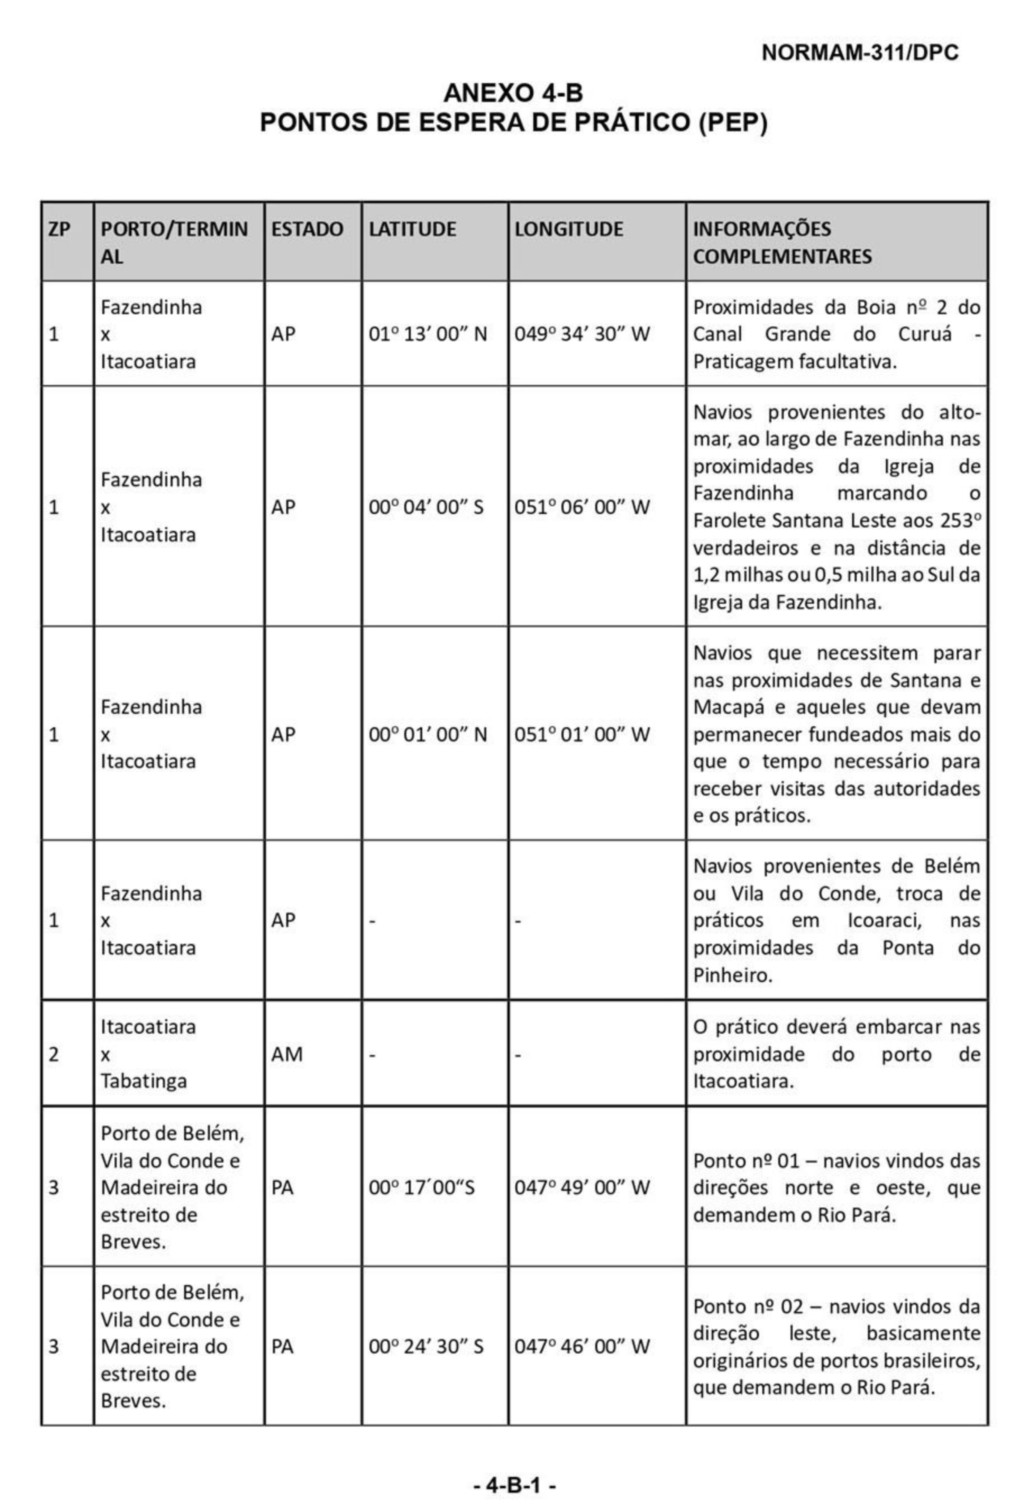 NORMAM-311/DPC
ANEXO 4-B
PONTOS DE ESPERA DE PRÁTICO (PEP)
ZP PORTO/TERMIN ESTADO LATITUDE LONGITUDE INFORMAÇÕES
AL COMPLEMENTARES
Fazendinha
x
Itacoatiara
1 AP 01º 13’ 00” N 049º 34’ 30” W
Proximidades da Boia nº 2 do
Canal Grande do Curuá -
Praticagem facultativa.
Fazendinha
x
Itacoatiara
1 AP 00º 04’ 00” S 051º 06’ 00” W
Navios provenientes do alto-
mar, ao largo de Fazendinha nas
proximidades da Igreja de
Fazendinha marcando o
Farolete Santana Leste aos 253º
verdadeiros e na distância de
1,2 milhas ou 0,5 milha ao Sul da
Igreja da Fazendinha.
Fazendinha
x
Itacoatiara
1 AP 00º 01’ 00” N 051º 01’ 00” W
Navios que necessitem parar
nas proximidades de Santana e
Macapá e aqueles que devam
permanecer fundeados mais do
que o tempo necessário para
receber visitas das autoridades
e os práticos.
Fazendinha
x
Itacoatiara
1 AP - -
Navios provenientes de Belém
ou Vila do Conde, troca de
práticos em Icoaraci, nas
proximidades da Ponta do
Pinheiro.
Itacoatiara
x
Tabatinga
2 AM - -
O prático deverá embarcar nas
proximidade do porto de
Itacoatiara.
Porto de Belém,
Vila do Conde e
Madeireira do
estreito de
Breves.
3 PA 00º 17´00“S 047º 49’ 00” W
Ponto nº 01 – navios vindos das
direções norte e oeste, que
demandem o Rio Pará.
Porto de Belém,
Vila do Conde e
Madeireira do
estreito de
Breves.
3 PA 00º 24’ 30” S 047º 46’ 00” W
Ponto nº 02 – navios vindos da
direção leste, basicamente
originários de portos brasileiros,
que demandem o Rio Pará.
- 4-B-1 -